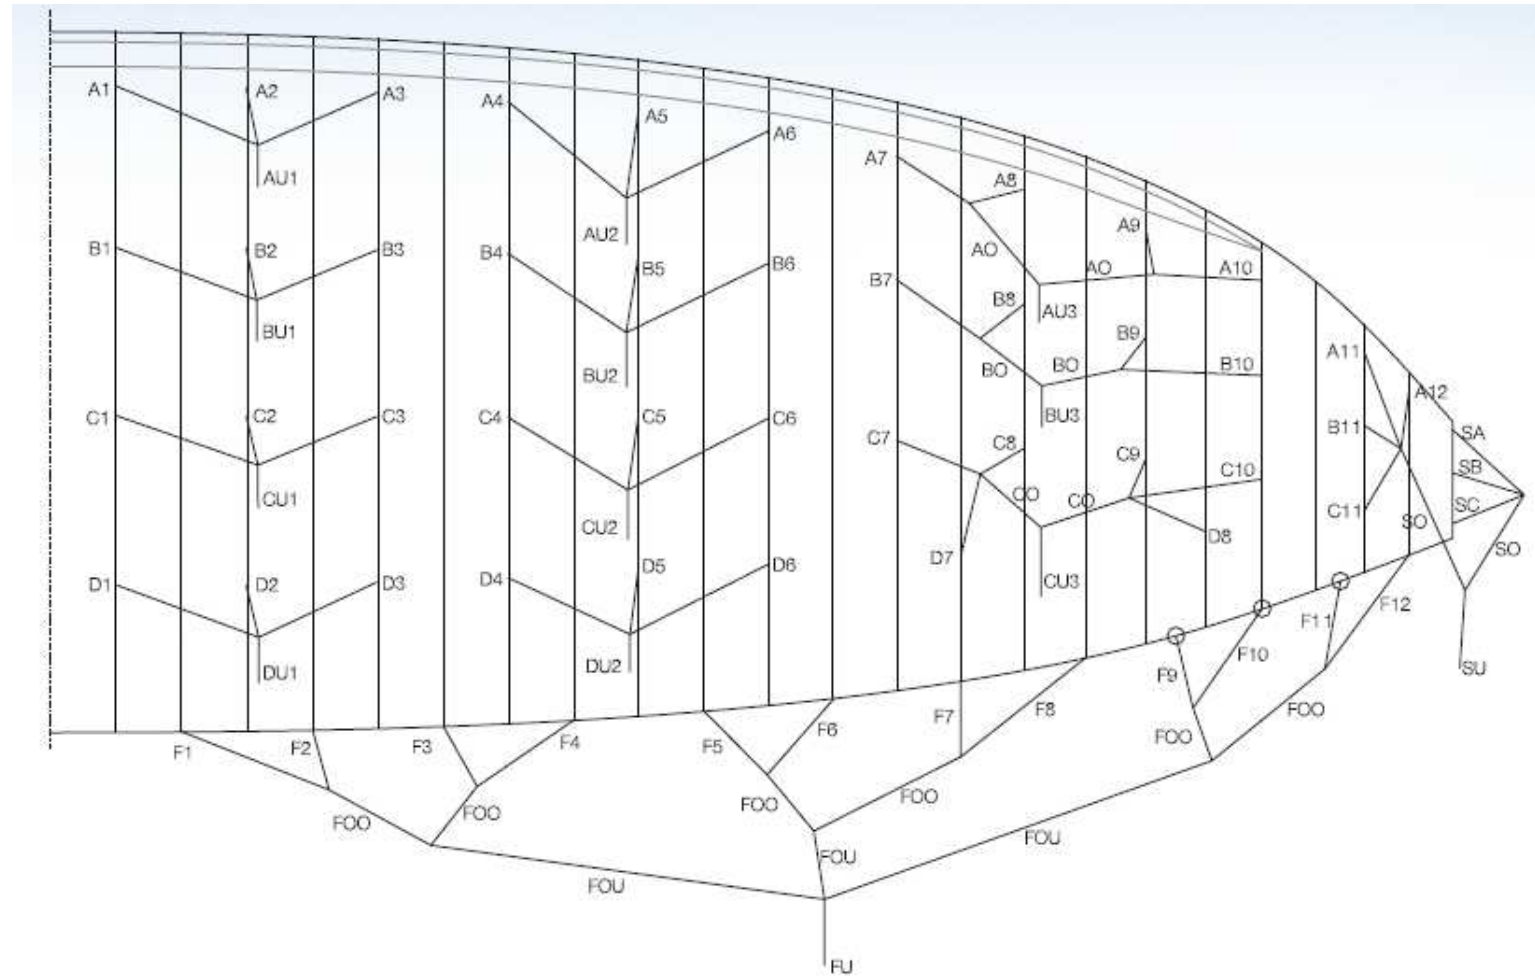 A1
A2
A3
AU1
A4
A5
A6
AU2
A7
A8
AO
AO
A9
A10
AU3
B1
B2
B3
BU1
B4
B5
B6
BU2
B7
B8
BO
BO
B9
B10
BU3
A11
A12
B11
C11
SA
SB
SC
SO
SO
SU
C1
C2
C3
CU1
C4
C5
C6
CU2
C7
C8
CO
CO
C9
C10
D7
D8
CU3
D1
D2
D3
DU1
D4
D5
D6
DU2
F1
F2
F3
F4
F5
F6
F7
F8
F9
F10
F11
F12
FOO
FOO
FOO
FOO
FOO
FOO
FOU
FOU
FOU
FU